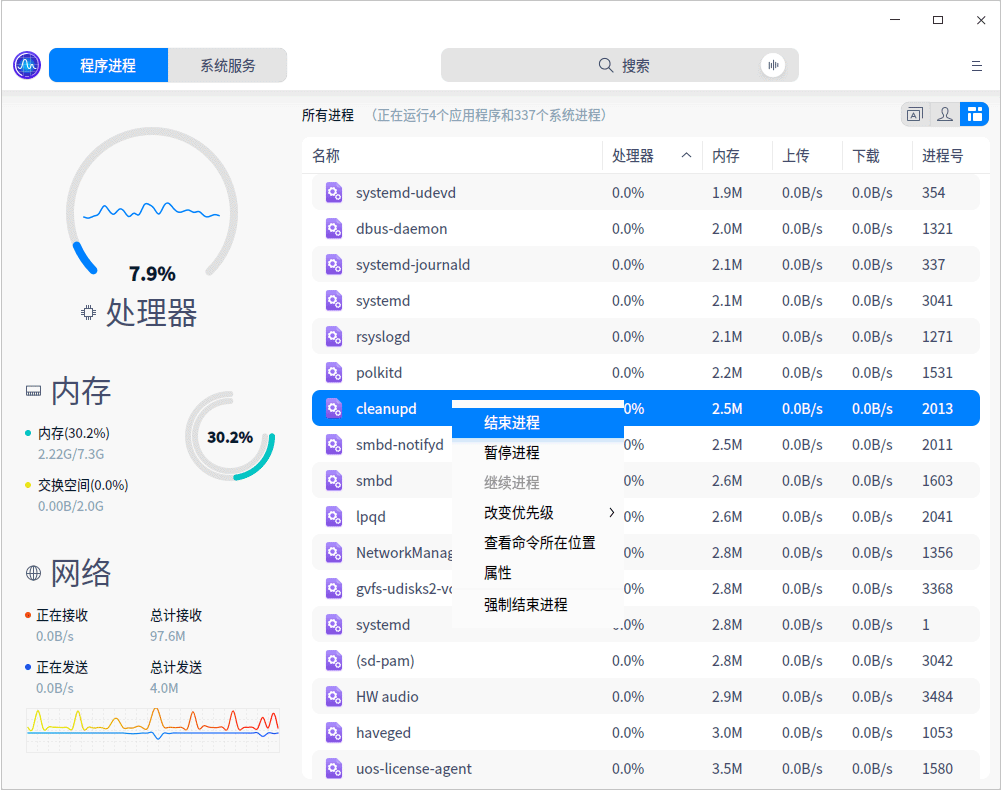 程序进程 系统服务 搜索
所有进程 （正在运行4个应用程序和337个系统进程）
名称 处理器 内存 上传 下载 进程号
systemd-udevd 0.0% 1.9M 0.0B/s 0.0B/s 354
dbus-daemon 0.0% 2.0M 0.0B/s 0.0B/s 1321
systemd-journald 0.0% 2.1M 0.0B/s 0.0B/s 337
systemd 0.0% 2.1M 0.0B/s 0.0B/s 3041
rsyslogd 0.0% 2.1M 0.0B/s 0.0B/s 1271
polkitd 0.0% 2.2M 0.0B/s 0.0B/s 1531
cleanupd 0% 2.5M 0.0B/s 0.0B/s 2013
smbd-notifyd 0% 2.5M 0.0B/s 0.0B/s 2011
smbd 0% 2.6M 0.0B/s 0.0B/s 1603
lpqd 0% 2.6M 0.0B/s 0.0B/s 2041
NetworkManag 0% 2.8M 0.0B/s 0.0B/s 1356
gvfs-udisks2-vo 0% 2.8M 0.0B/s 0.0B/s 3368
systemd 0.0% 2.8M 0.0B/s 0.0B/s 1
(sd-pam) 0.0% 2.8M 0.0B/s 0.0B/s 3042
HW audio 0.0% 2.9M 0.0B/s 0.0B/s 3484
haveged 0.0% 3.0M 0.0B/s 0.0B/s 1053
uos-license-agent 0.0% 3.5M 0.0B/s 0.0B/s 1580
结束进程
暂停进程
继续进程
改变优先级
查看命令所在位置
属性
强制结束进程
7.9%
处理器
内存
内存(30.2%)
2.22G/7.3G
交换空间(0.0%)
0.00B/2.0G
30.2%
网络
正在接收 总计接收
0.0B/s 97.6M
正在发送 总计发送
0.0B/s 4.0M